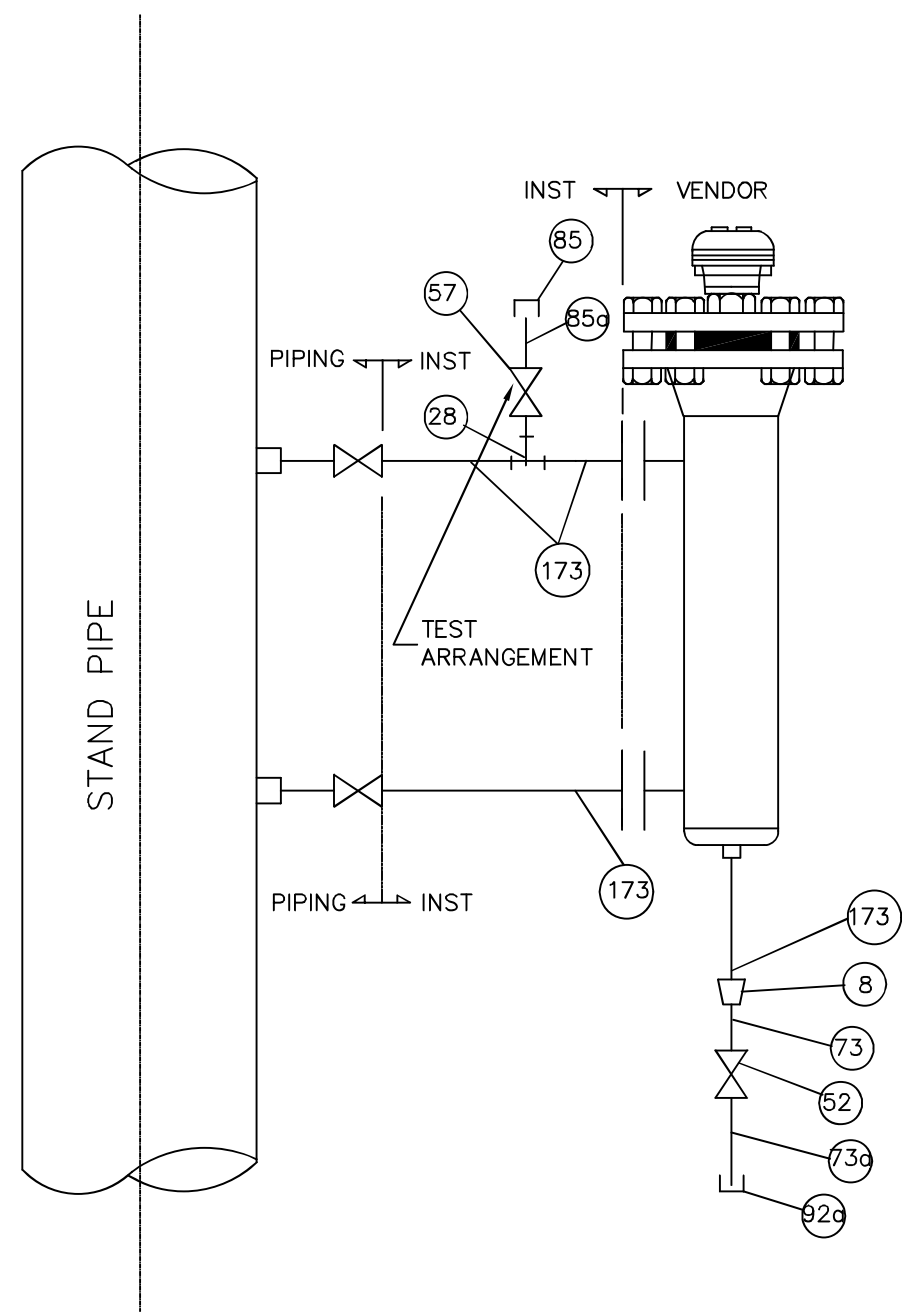 INST VENDOR
85
57
85a
PIPING INST
28
173
TEST
ARRANGEMENT
STAND PIPE
173
PIPING INST
173
8
73
52
73a
92a